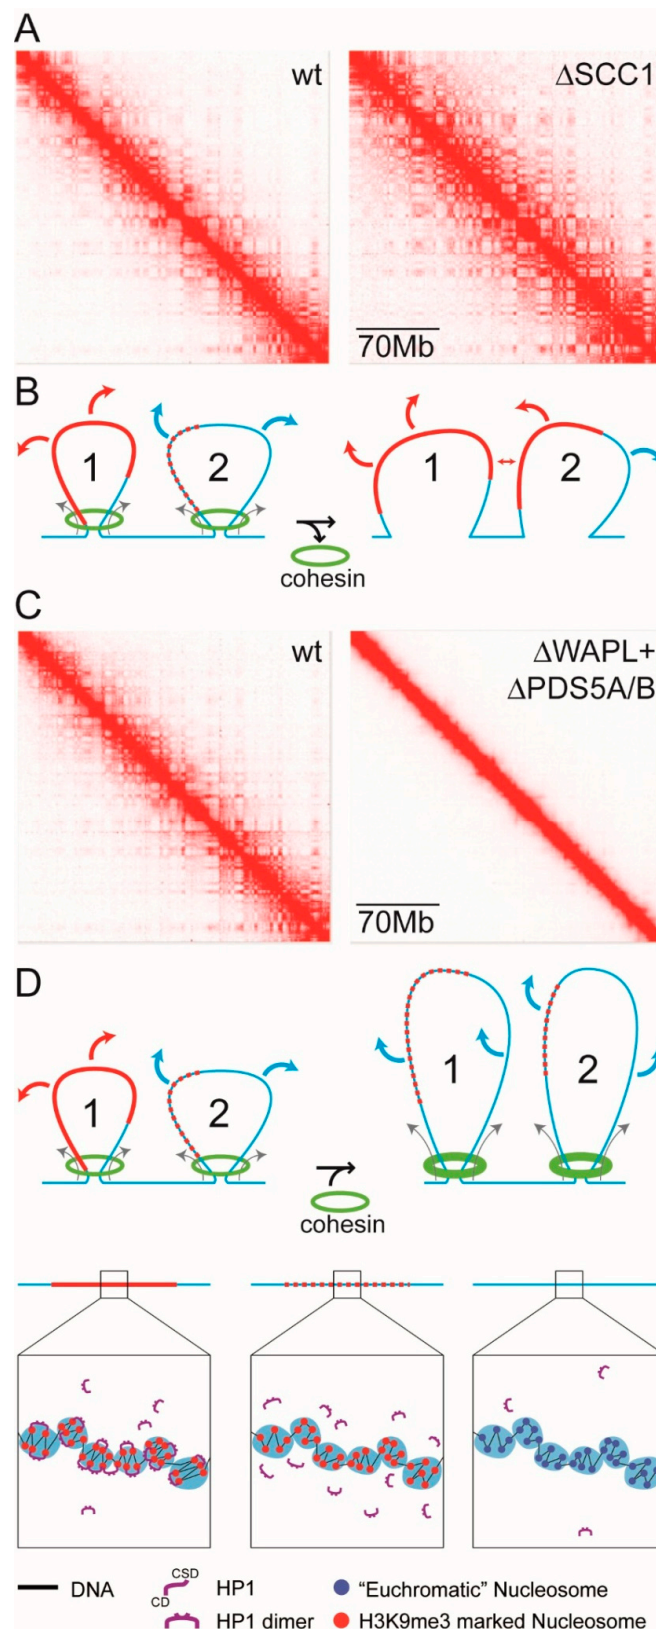 A
wt
ΔSCC1
70Mb
B
1
2
1
2
cohesin
C
wt
ΔWAPL+
ΔPDS5A/B
70Mb
D
1
2
1
2
cohesin
DNA
CSD
CD
HP1
"Euchromatic" Nucleosome
HP1 dimer
H3K9me3 marked Nucleosome